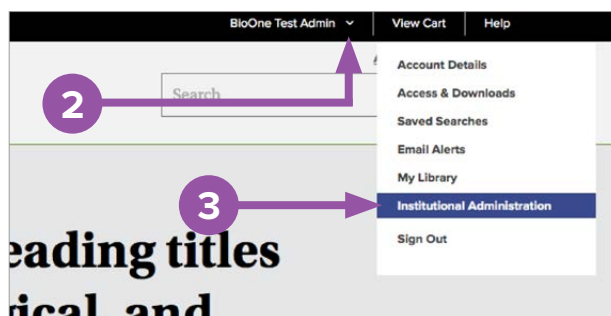 BioOne Test Admin View Cart Help
Account Details
2 Search Access & Downloads
Saved Searches
Email Alerts
My Library
3 Institutional Administration
Sign Out
eading titles
gical, and